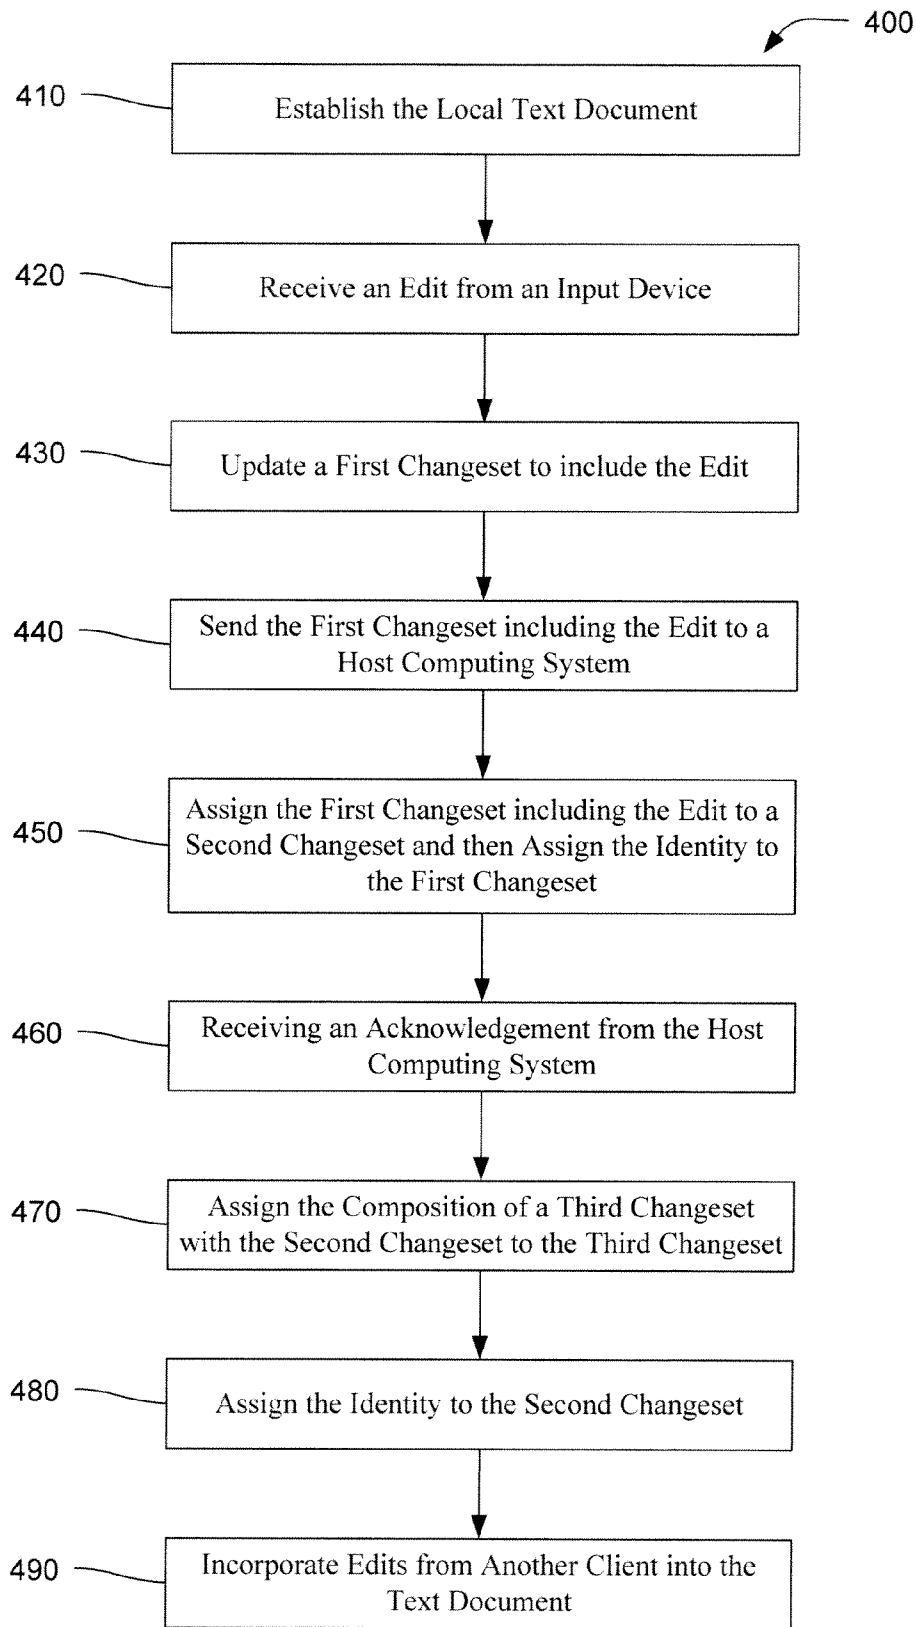 400
410
Establish the Local Text Document
420
Receive an Edit from an Input Device
430
Update a First Changeset to include the Edit
440
Send the First Changeset including the Edit to a
Host Computing System
450
Assign the First Changeset including the Edit to a
Second Changeset and then Assign the Identity to
the First Changeset
460
Receiving an Acknowledgement from the Host
Computing System
470
Assign the Composition of a Third Changeset
with the Second Changeset to the Third Changeset
480
Assign the Identity to the Second Changeset
490
Incorporate Edits from Another Client into the
Text Document